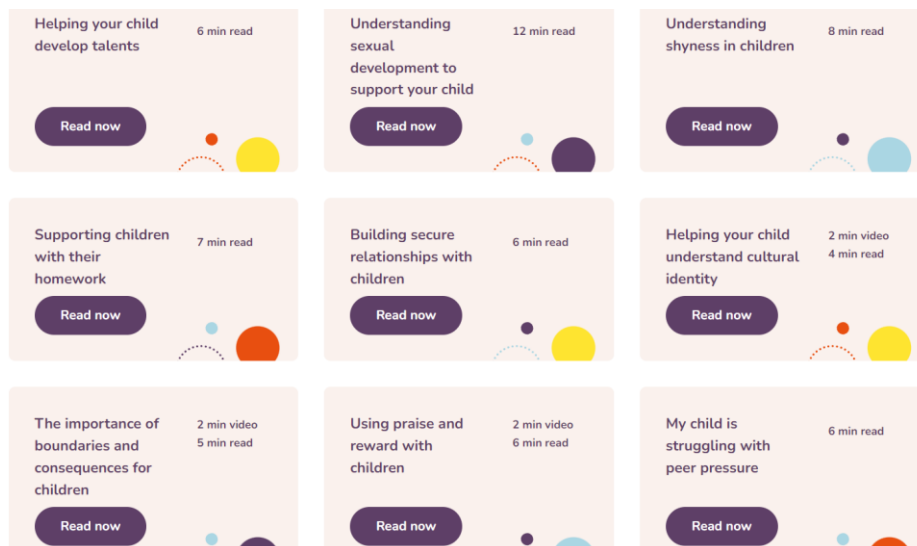 Helping your child
develop talents
6 min read
Read now
Understanding
sexual
development to
support your child
12 min read
Read now
Understanding
shyness in children
8 min read
Read now
Supporting children
with their
homework
7 min read
Read now
Building secure
relationships with
children
6 min read
Read now
Helping your child
understand cultural
identity
2 min video
4 min read
Read now
The importance of
boundaries and
consequences for
children
2 min video
5 min read
Read now
Using praise and
reward with
children
2 min video
6 min read
Read now
My child is
struggling with
peer pressure
6 min read
Read now